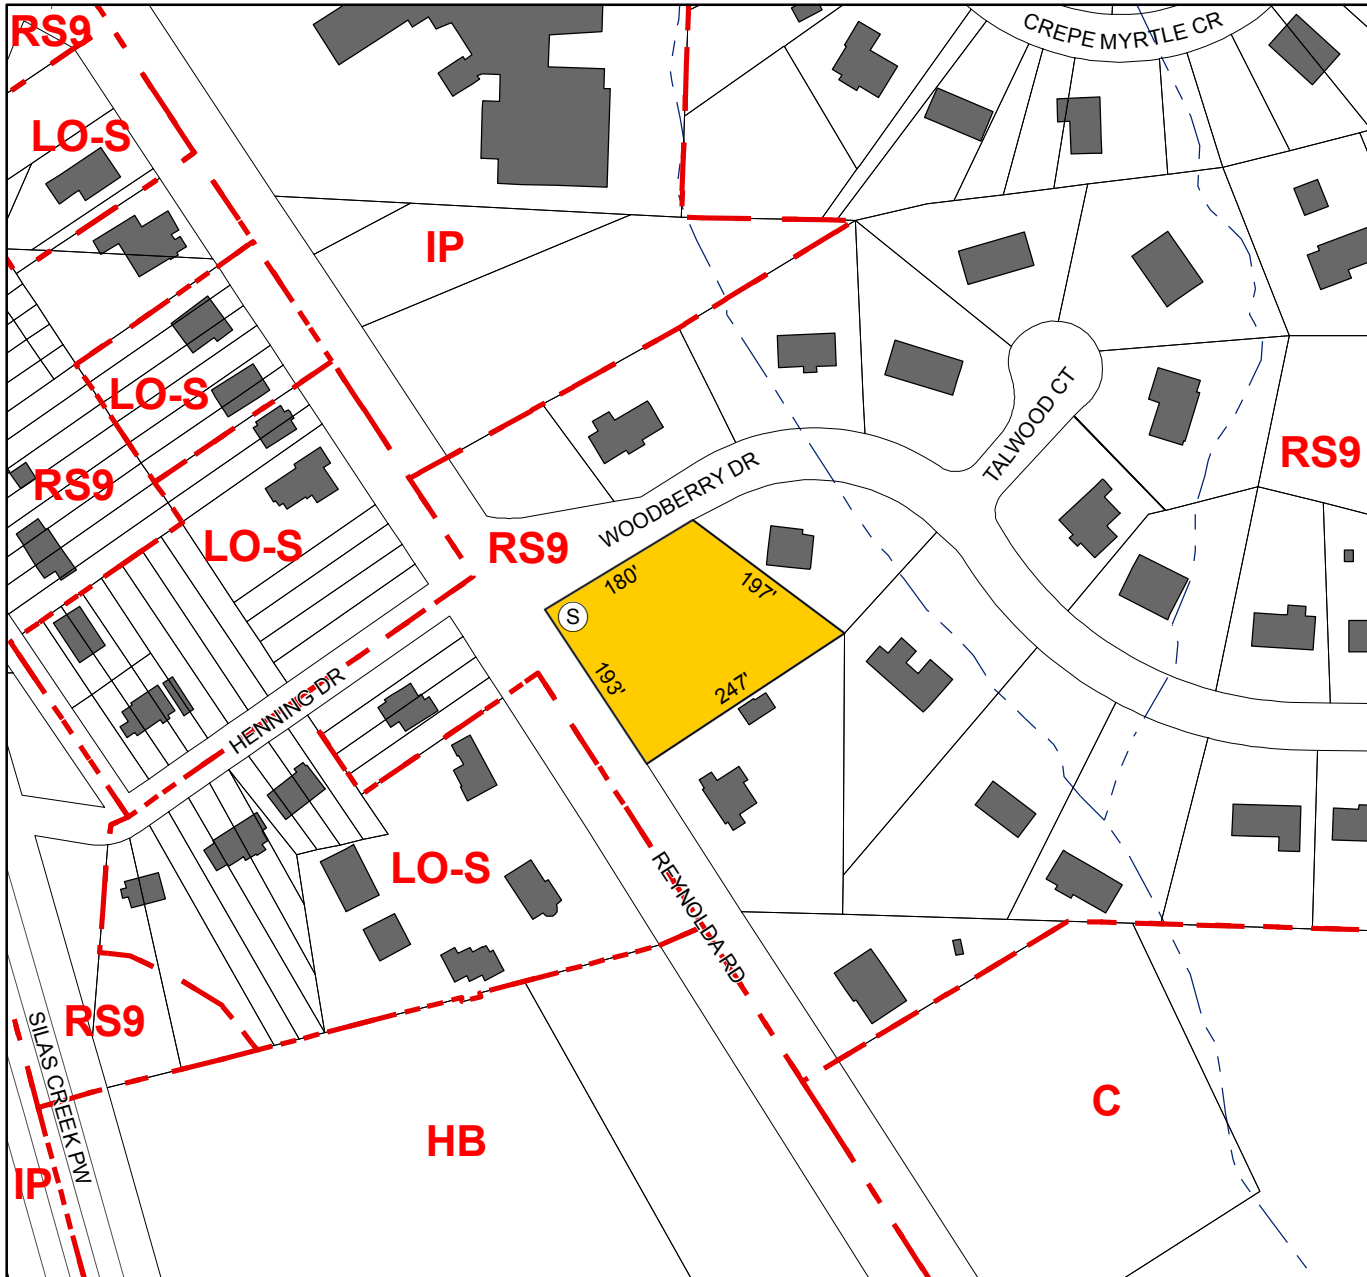 RS9
CREPE MYRTLE CR
LO-S
IP
LO-S
TALWOOD CT
RS9
RS9
WOODBERRY DR
LO-S
RS9
180'
197'
S
193'
247'
HENNING DR
LO-S
REYNOLDA RD
RS9
SILAS CREEK PW
C
HB
IP